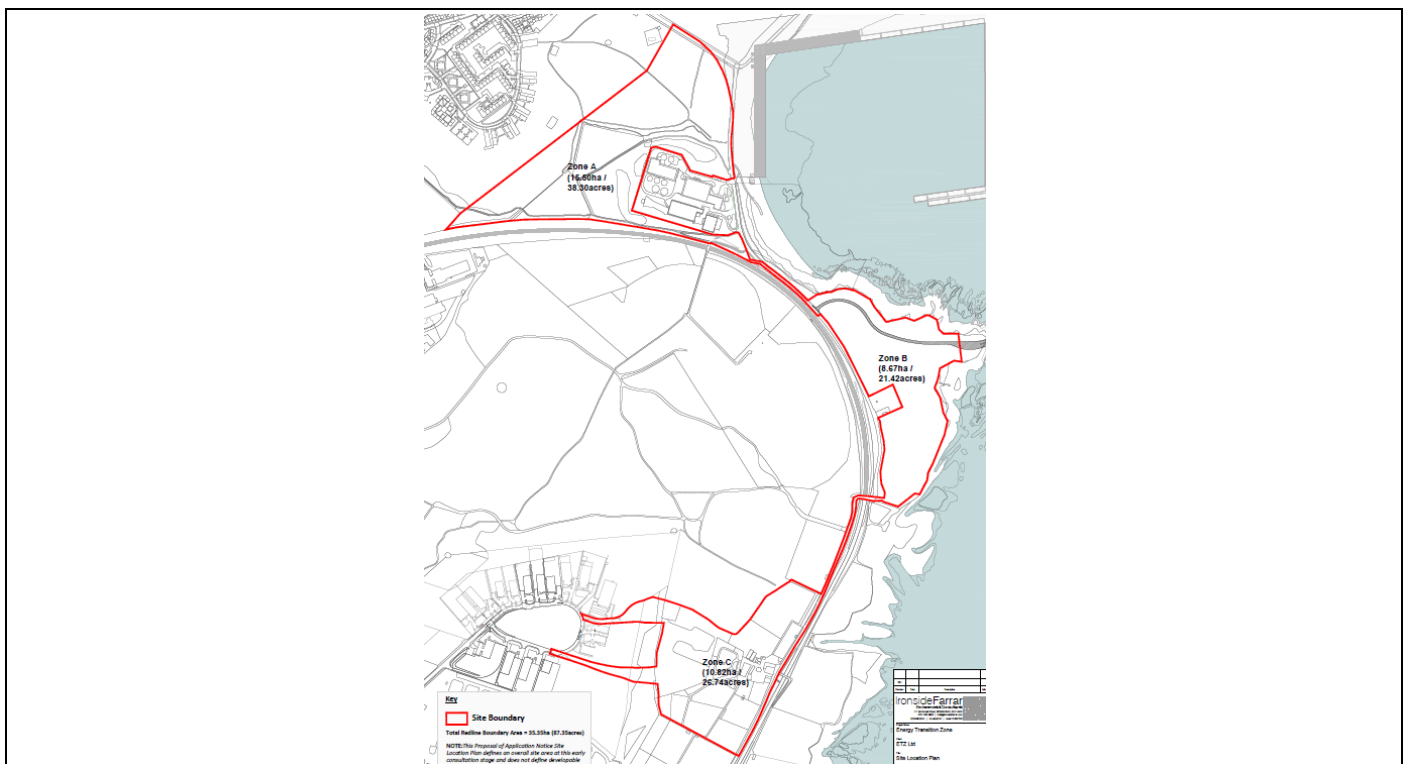 Zone A
38.30acres)
Zone B
(8.67ha /
21.42acres)
Zone C
(10.82ha /
26.74acres)
Key
Site Boundary
Total Redline Boundary Area = 35.35ha (87.35acres)
NOTE:This Proposal of Application Notice Site
Location Plan defines an overall site area at this early
consultation stage and does not define developable
IronsideFarrar
Energy Transition Zone
ETZ Ltd
Site Location Plan